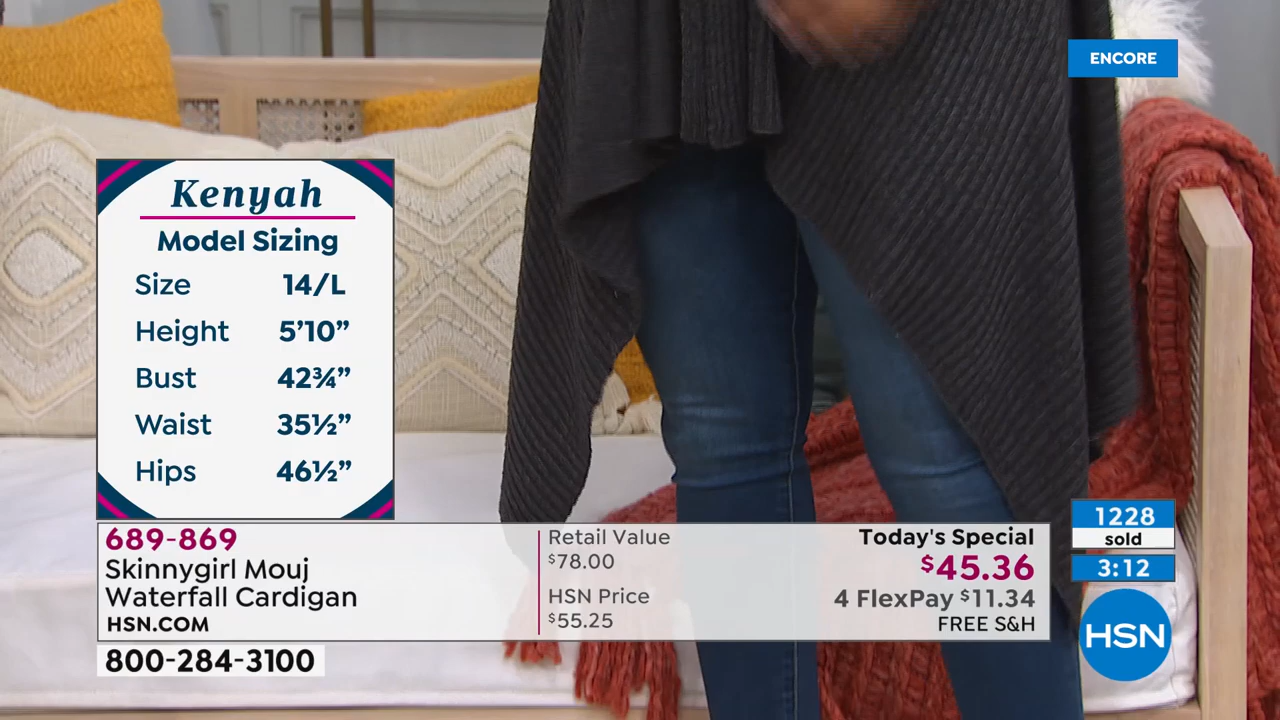 ENCORE
Kenyah
Model Sizing
Size 14/L
Height 5’10”
Bust 42¾”
Waist 35½”
Hips 46½”
689-869
Skinnygirl Mouj
Waterfall Cardigan
HSN.COM
Retail Value
$78.00
HSN Price
$55.25
Today's Special
$45.36
4 FlexPay $11.34
FREE S&H
1228
sold
3:12
HSN
800-284-3100